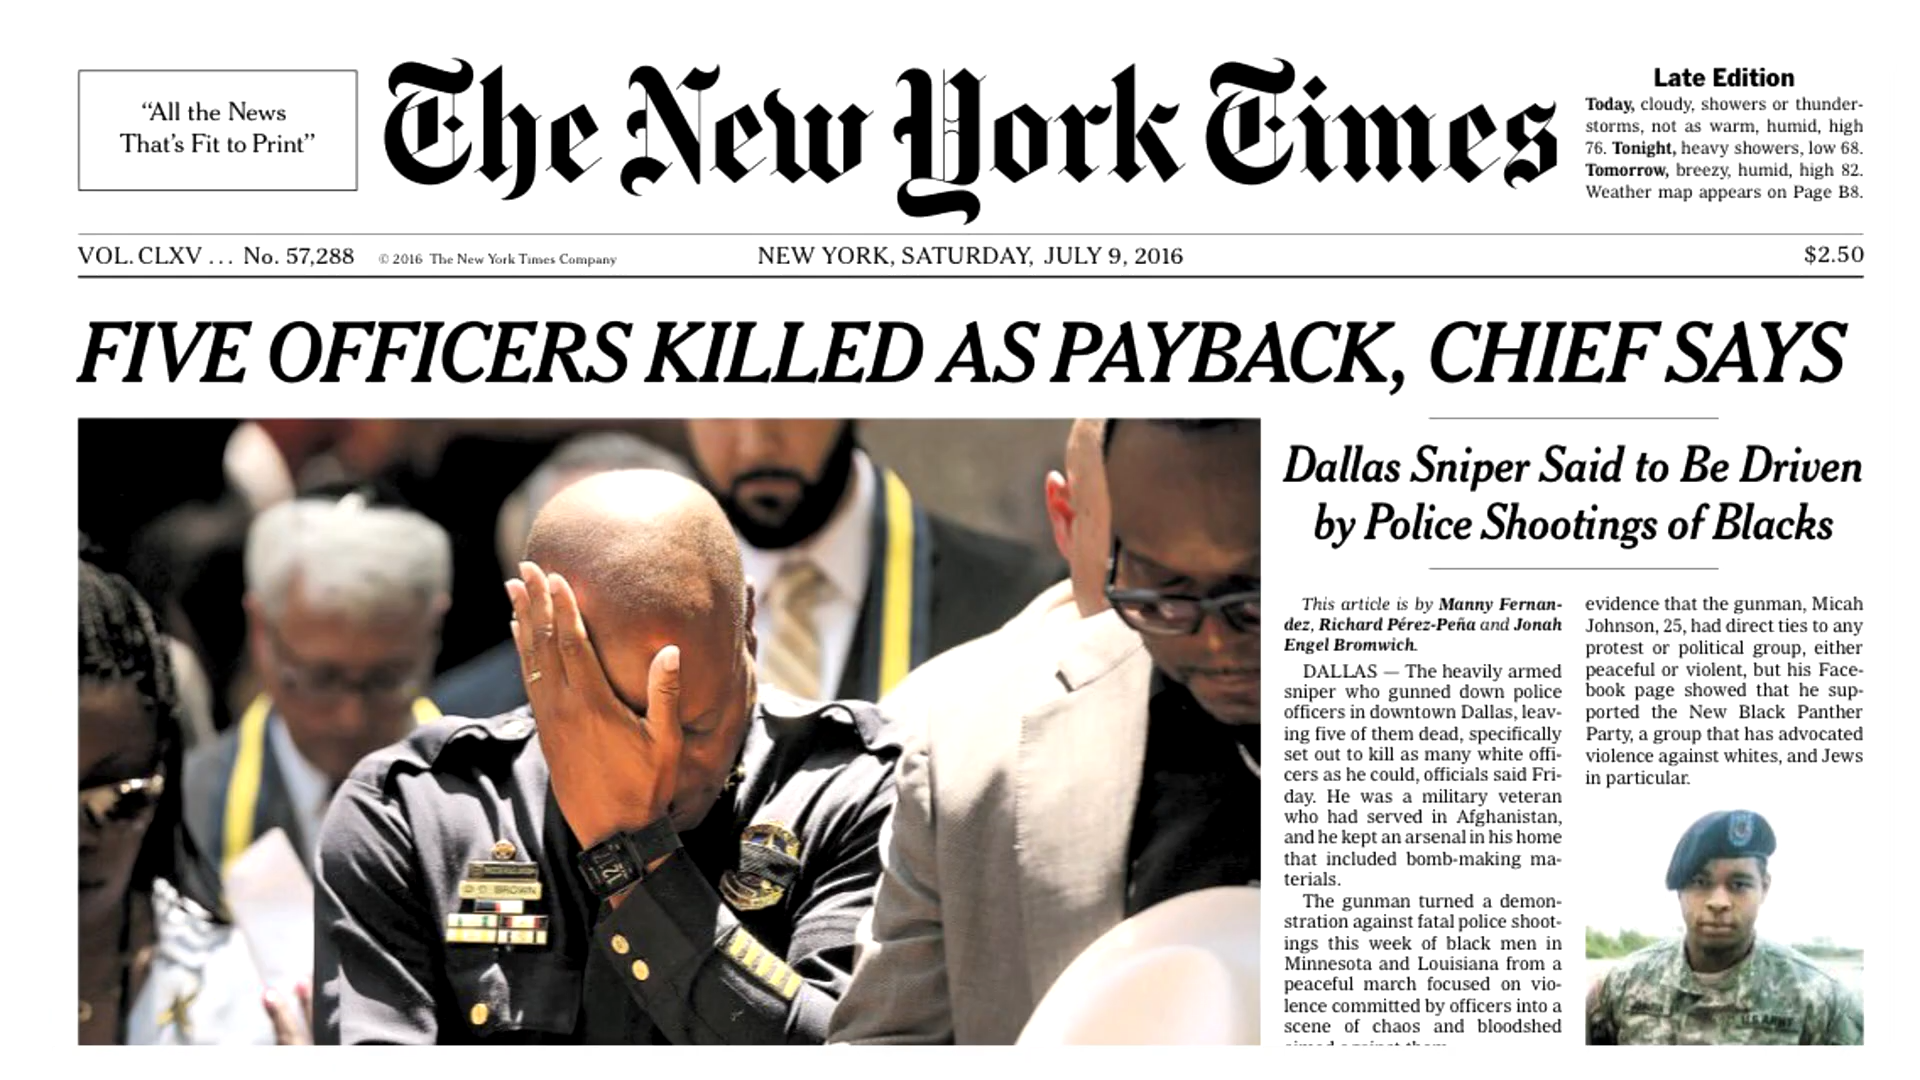 “All the News
That’s Fit to Print”
The New York Times
Late Edition
Today, cloudy, showers or thunder-
storms, not as warm, humid, high
76. Tonight, heavy showers, low 68.
Tomorrow, breezy, humid, high 82.
Weather map appears on Page B8.
VOL. CLXV . . . No. 57,288
© 2016 The New York Times Company
NEW YORK, SATURDAY, JULY 9, 2016
$2.50
FIVE OFFICERS KILLED AS PAYBACK, CHIEF SAYS
D. O. BROWN
12
Dallas Sniper Said to Be Driven
by Police Shootings of Blacks
This article is by Manny Fernan-
dez, Richard Pérez-Peña and Jonah
Engel Bromwich.
DALLAS — The heavily armed
sniper who gunned down police
officers in downtown Dallas, leav-
ing five of them dead, specifically
set out to kill as many white offi-
cers as he could, officials said Fri-
day. He was a military veteran
who had served in Afghanistan,
and he kept an arsenal in his home
that included bomb-making ma-
terials.
The gunman turned a demon-
stration against fatal police shoot-
ings this week of black men in
Minnesota and Louisiana from a
peaceful march focused on vio-
lence committed by officers into a
scene of chaos and bloodshed
aimed against them.
evidence that the gunman, Micah
Johnson, 25, had direct ties to any
protest or political group, either
peaceful or violent, but his Face-
book page showed that he sup-
ported the New Black Panther
Party, a group that has advocated
violence against whites, and Jews
in particular.
U.S. ARMY